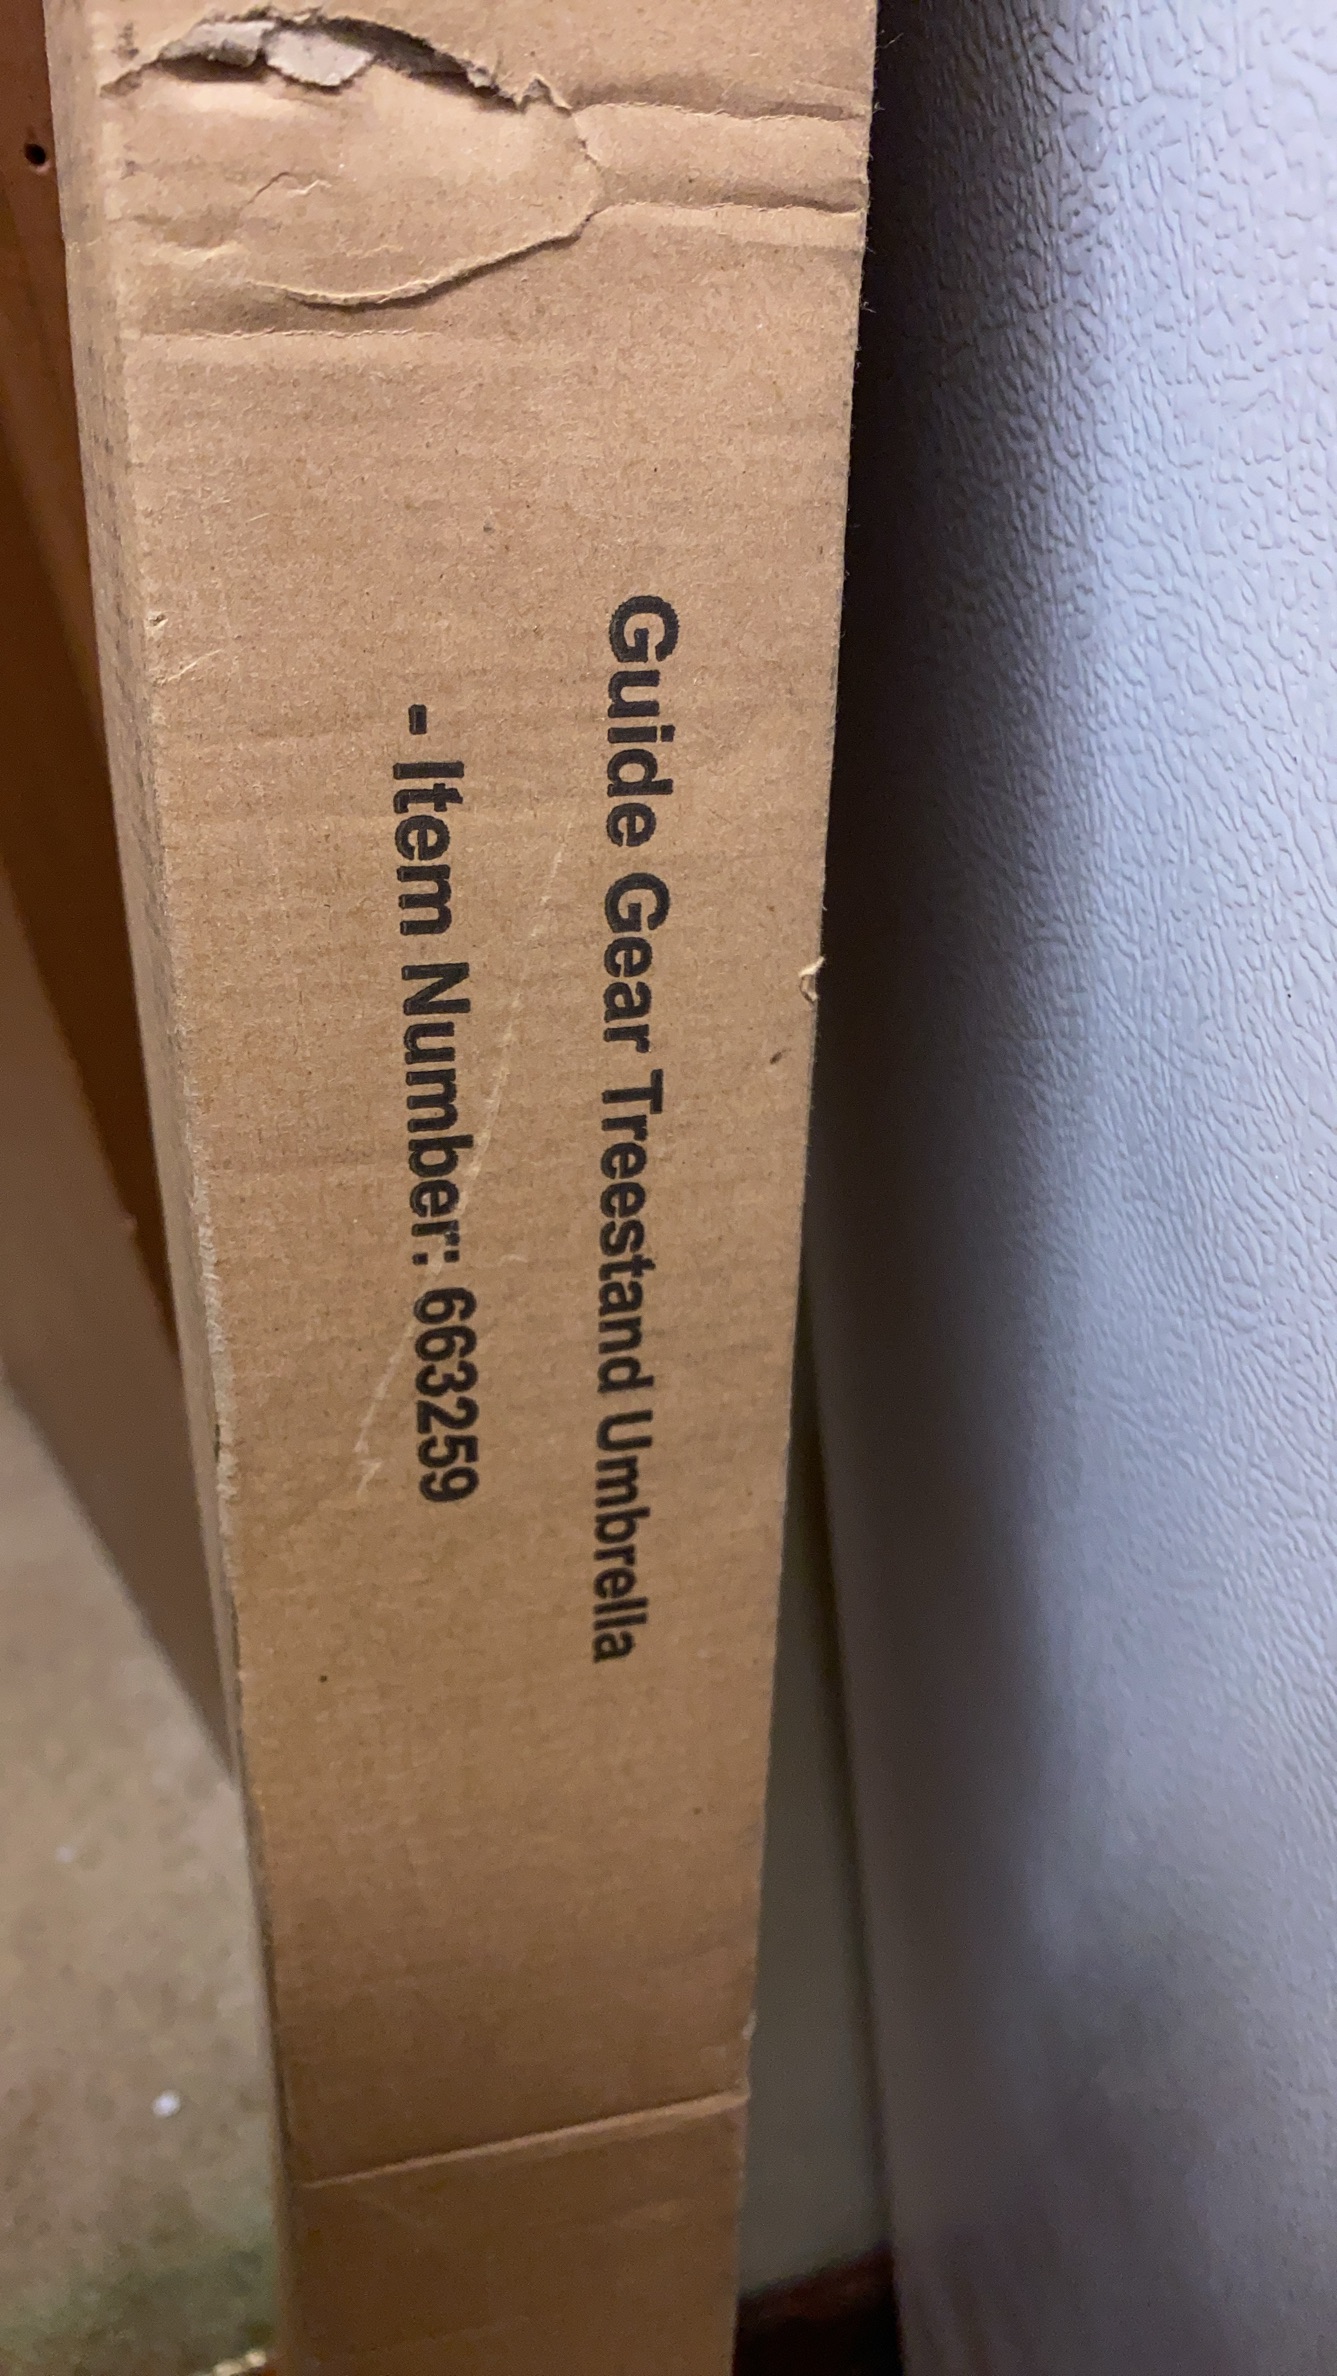 Guide Gear Treestand Umbrella
- Item Number: 663259